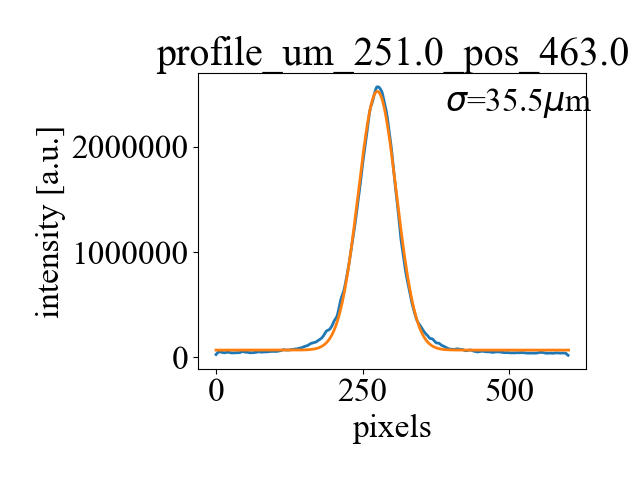 profile_um_251.0_pos_463.0
σ=35.5μm
intensity [a.u.]
2000000
1000000
0
0 250 500
pixels